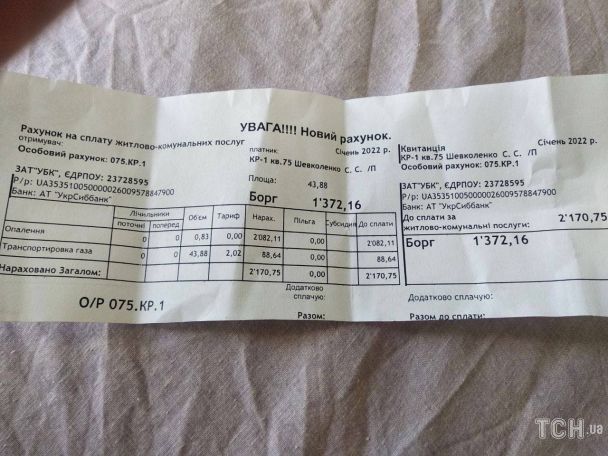 УВАГА!!!! Новий рахунок.
Рахунок на сплату житлово-комунальних послуг
отримувач:
Особовий рахунок: 075.КР.1
платник: Січень 2022 р.
КР-1 кв.75 Шевколенко С. С. /П
ЗАТ"УБК", ЄДРПОУ: 23728595
Р/р: UA353510050000026009578847900
Банк: АТ "УкрСиббанк"
Площа: 43,88
Борг 1'372,16
Лічильники Обєм Тариф Нарах. Пільга Субсидия До сплати
поточні поперед
Опалення 0 0 0,83 0,00 2'082,11 0,00 2'082,11
Транспортировка газа 0 0 43,88 2,02 88,64 0,00 88,64
Нараховано Загалом: 2'170,75 0,00 2'170,75
Додатково сплачую:
О/Р 075.КР.1
Разом:
Квитанція Січень 2022 р.
КР-1 кв.75 Шевколенко С. С. /П
Особовий рахунок: 075.КР.1
ЗАТ"УБК", ЄДРПОУ: 23728595
Р/р: UA353510050000026009578847900
Банк: АТ "УкрСиббанк"
До сплати за 2'170,75
житлово-комунальні послуги:
Борг 1'372,16
Додатково сплачую:
Разом до сплати:
ТСН.ua